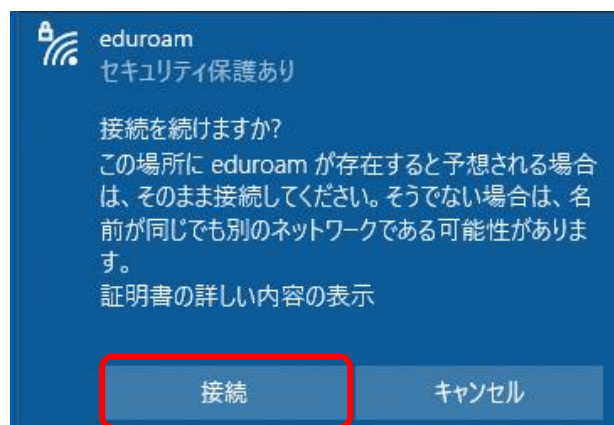 eduroam
セキュリティ保護あり
接続を続けますか?
この場所に eduroam が存在すると予想される場合
は、そのまま接続してください。そうでない場合は、名
前が同じでも別のネットワークである可能性がありま
す。
証明書の詳しい内容の表示
接続
キャンセル